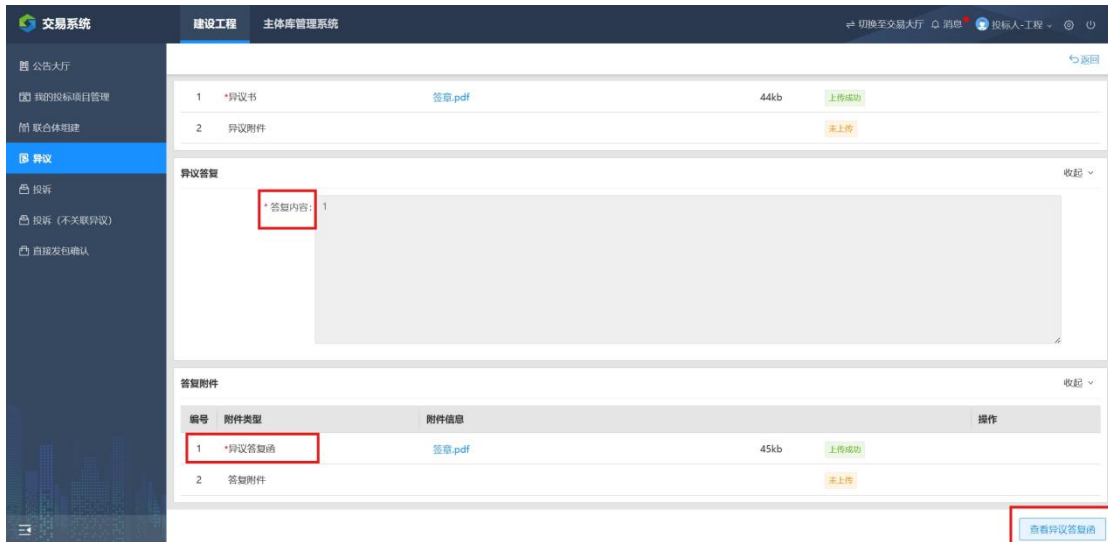 交易系统 建设工程 主体库管理系统 切换至交易大厅 消息 投标人-工程
返回
公告大厅
我的投标项目管理
联合体组建
异议
投诉
投诉（不关联异议）
直接发包确认
1 *异议书 签章.pdf 44kb 上传成功
2 异议附件 未上传
异议答复 收起
*答复内容： 1
答复附件 收起
编号 附件类型 附件信息 操作
1 *异议答复函 签章.pdf 45kb 上传成功
2 答复附件 未上传
查看异议答复函